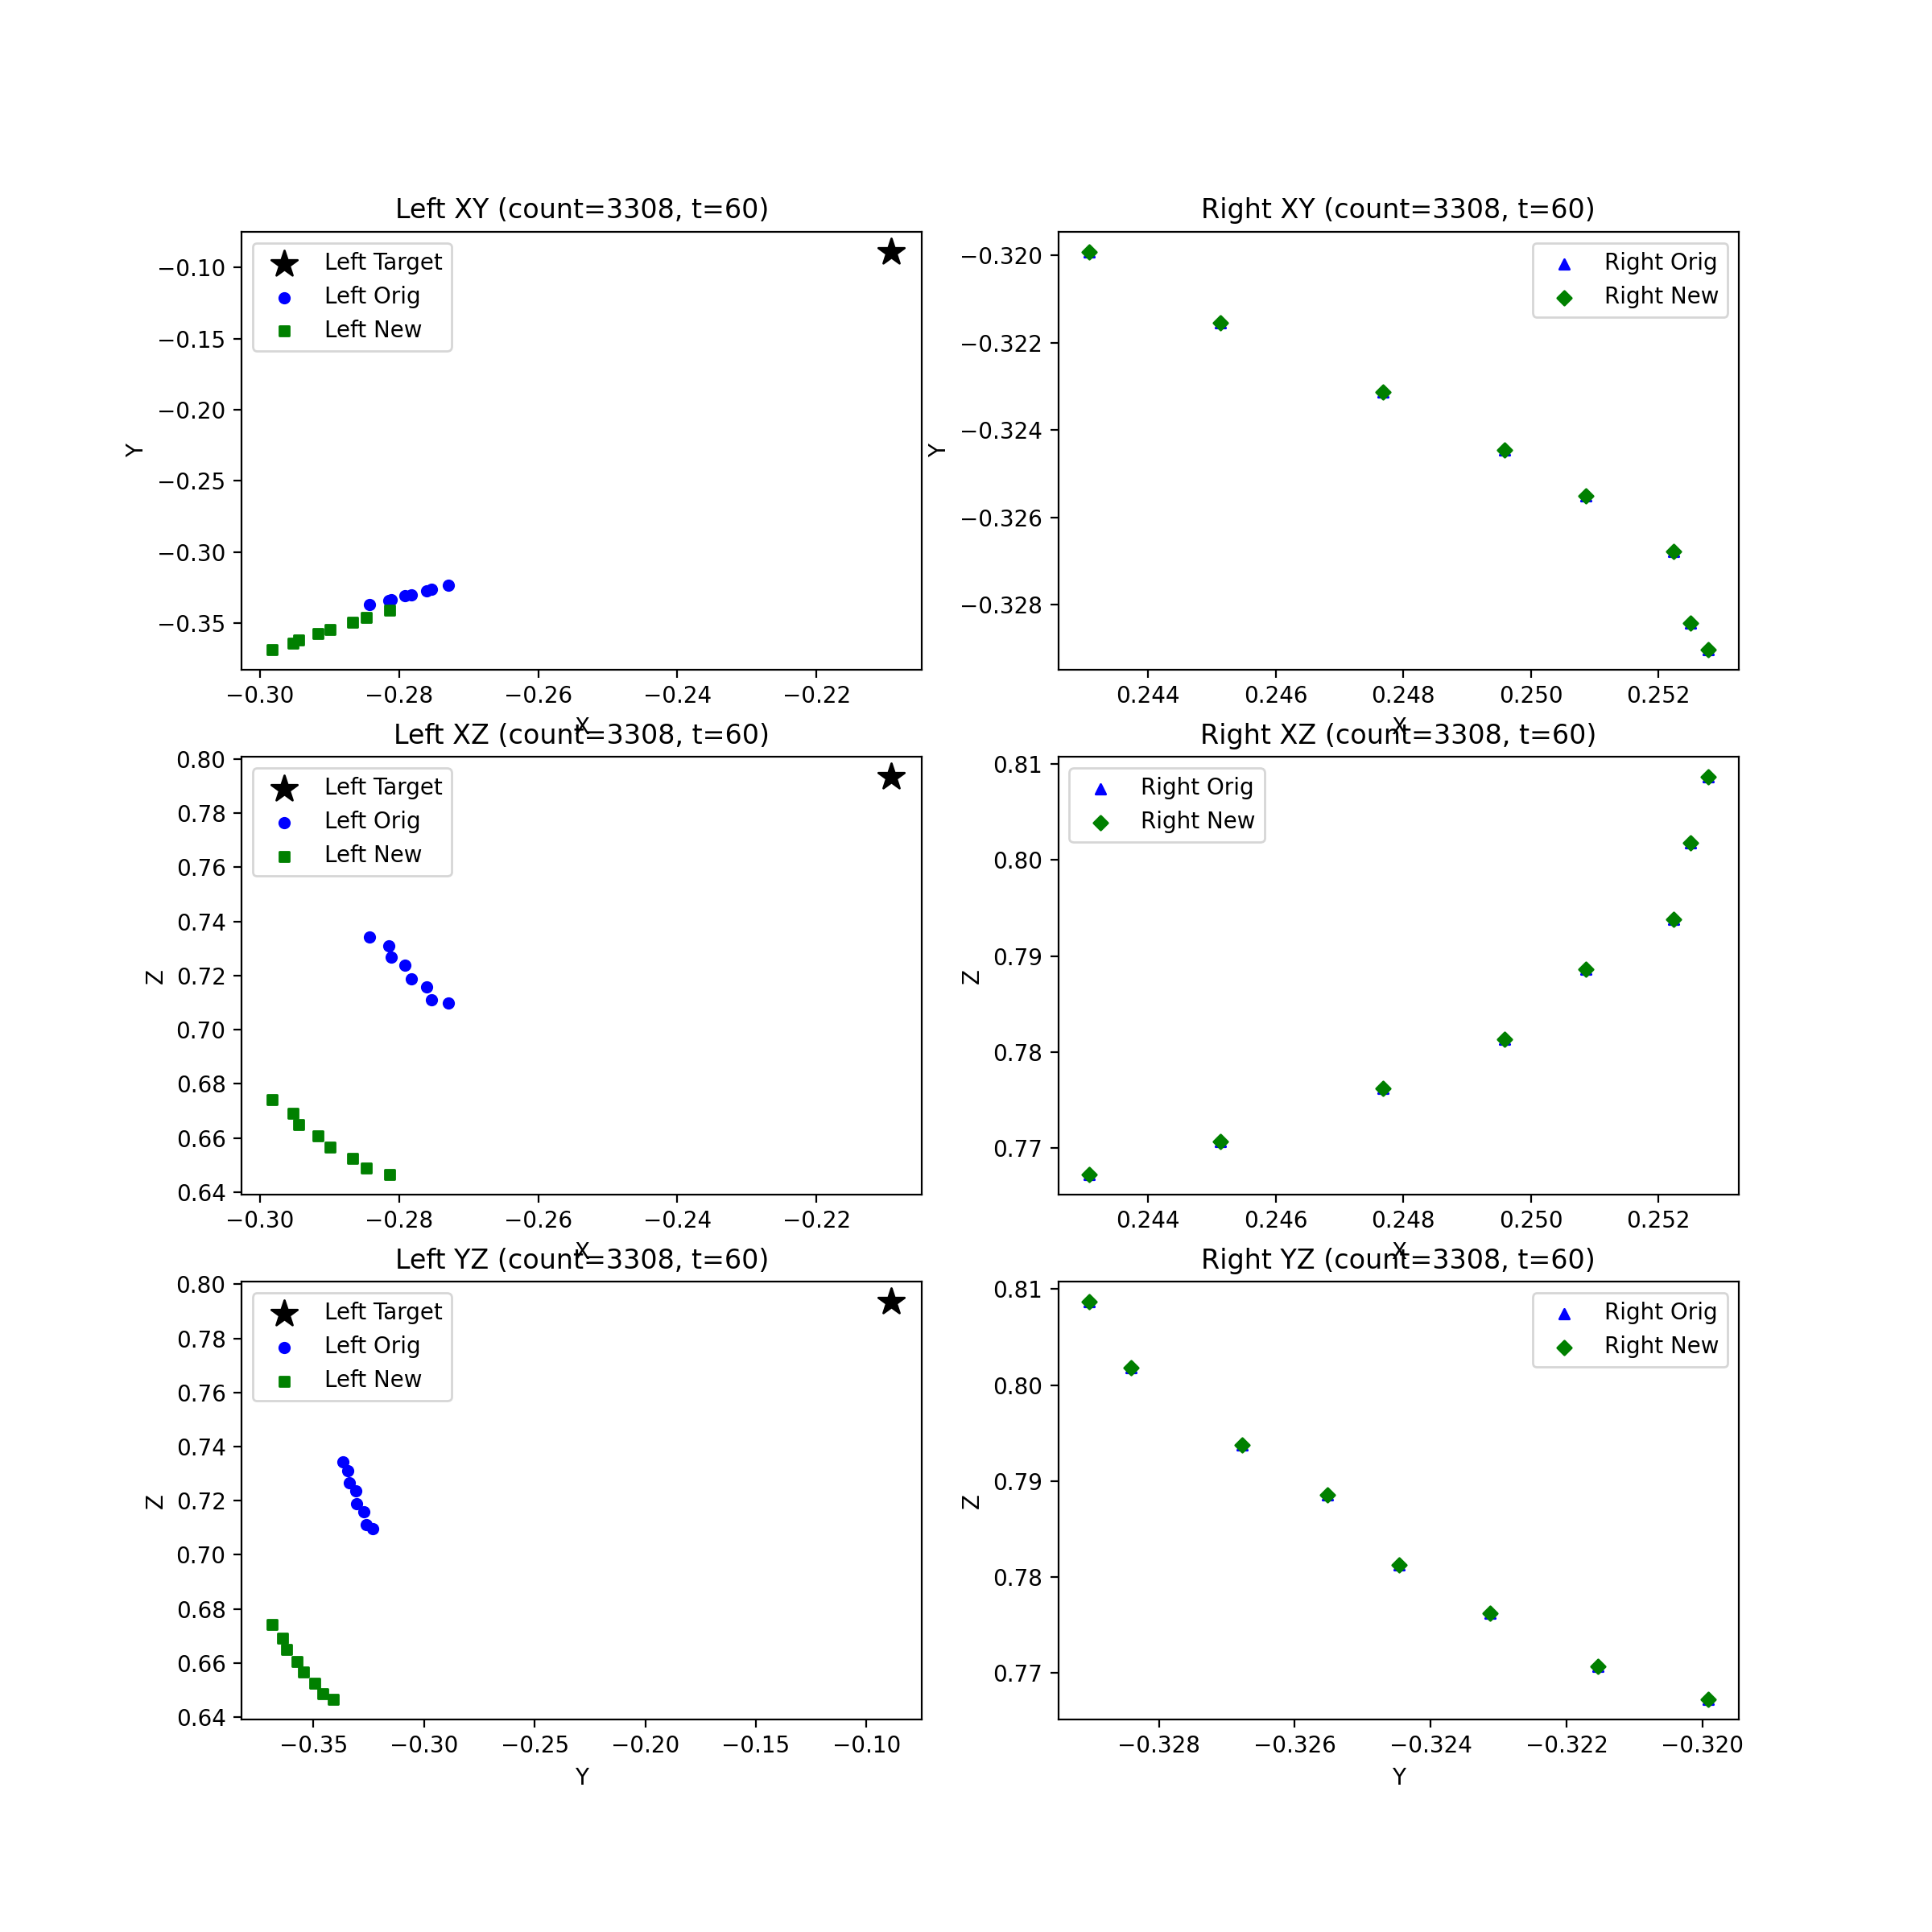 Left XY (count=3308, t=60)
Left Target
Left Orig
Left New
Y
−0.10
−0.15
−0.20
−0.25
−0.30
−0.35
−0.30
−0.28
−0.26
−0.24
−0.22
X
Right XY (count=3308, t=60)
Right Orig
Right New
Y
−0.320
−0.322
−0.324
−0.326
−0.328
0.244
0.246
0.248
0.250
0.252
X
Left XZ (count=3308, t=60)
Left Target
Left Orig
Left New
Z
0.80
0.78
0.76
0.74
0.72
0.70
0.68
0.66
0.64
−0.30
−0.28
−0.26
−0.24
−0.22
X
Right XZ (count=3308, t=60)
Right Orig
Right New
Z
0.81
0.80
0.79
0.78
0.77
0.244
0.246
0.248
0.250
0.252
X
Left YZ (count=3308, t=60)
Left Target
Left Orig
Left New
Z
0.80
0.78
0.76
0.74
0.72
0.70
0.68
0.66
0.64
−0.35
−0.30
−0.25
−0.20
−0.15
−0.10
Y
Right YZ (count=3308, t=60)
Right Orig
Right New
Z
0.81
0.80
0.79
0.78
0.77
−0.328
−0.326
−0.324
−0.322
−0.320
Y